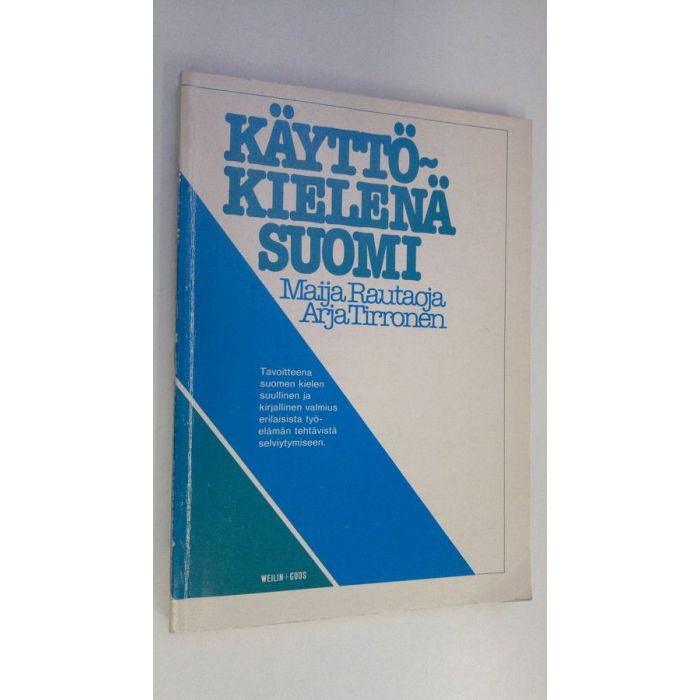 KÄYTTÖ-
KIELENÄ
SUOMI
Maija Rautaoja
Arja Tirronen
Tavoitteena
suomen kielen
suullinen ja
kirjallinen valmius
erilaisista työ-
elämän tehtävistä
selviytymiseen.
WEILIN+GÖÖS